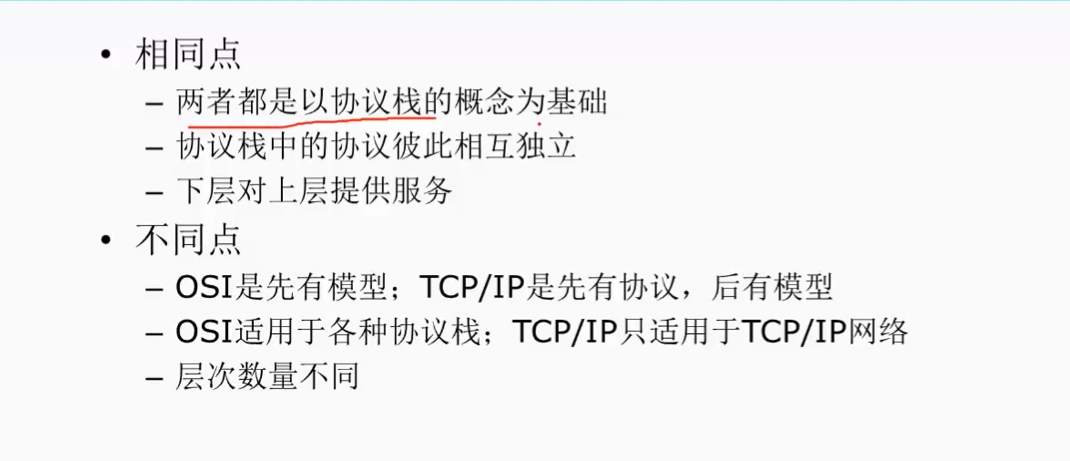 • 相同点
– 两者都是以协议栈的概念为基础
– 协议栈中的协议彼此相互独立
– 下层对上层提供服务
• 不同点
– OSI是先有模型；TCP/IP是先有协议，后有模型
– OSI适用于各种协议栈；TCP/IP只适用于TCP/IP网络
– 层次数量不同